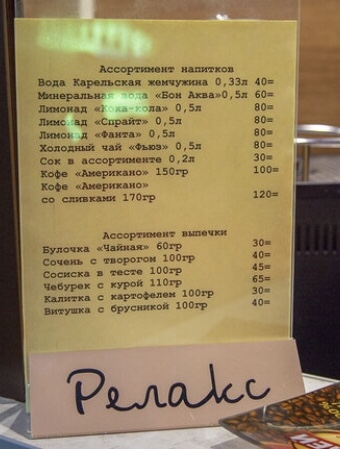 Ассортимент напитков
Вода Карельская жемчужина 0,33л 40=
Минеральная вода «Бон Аква»0,5л 60=
Лимонад «Кока-кола» 0,5л 80=
Лимонад «Спрайт» 0,5л 80=
Лимонад «Фанта» 0,5л 80=
Холодный чай «Фьюз» 0,5л 80=
Сок в ассортименте 0,2л 30=
Кофе «Американо» 150гр 100=
Кофе «Американо»
со сливками 170гр 120=
Ассортимент выпечки
Булочка «Чайная» 60гр 30=
Сочень с творогом 100гр 40=
Сосиска в тесте 100гр 45=
Чебурек с курой 110гр 65=
Калитка с картофелем 100гр 30=
Витушка с брусникой 100гр 40=
Релакс